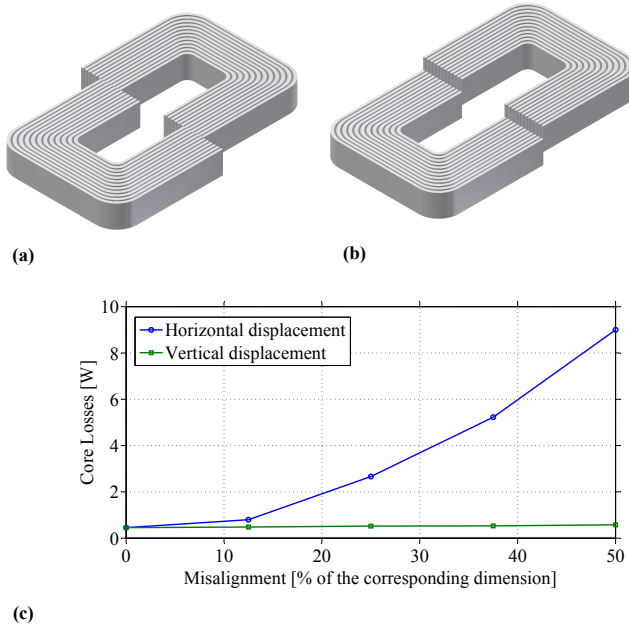 (a)
(b)
10
8
6
4
2
0
Core Losses [W]
Horizontal displacement
Vertical displacement
0 10 20 30 40 50
Misalignment [% of the corresponding dimension]
(c)